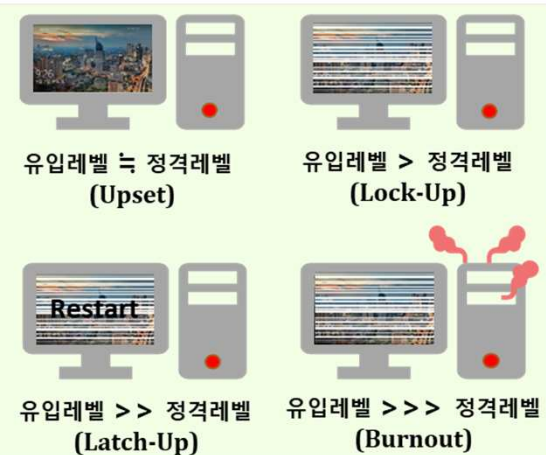 9:26
유입레벨 ≒ 정격레벨
(Upset)
유입레벨 > 정격레벨
(Lock-Up)
Restart
유입레벨 >> 정격레벨
(Latch-Up)
유입레벨 >>> 정격레벨
(Burnout)